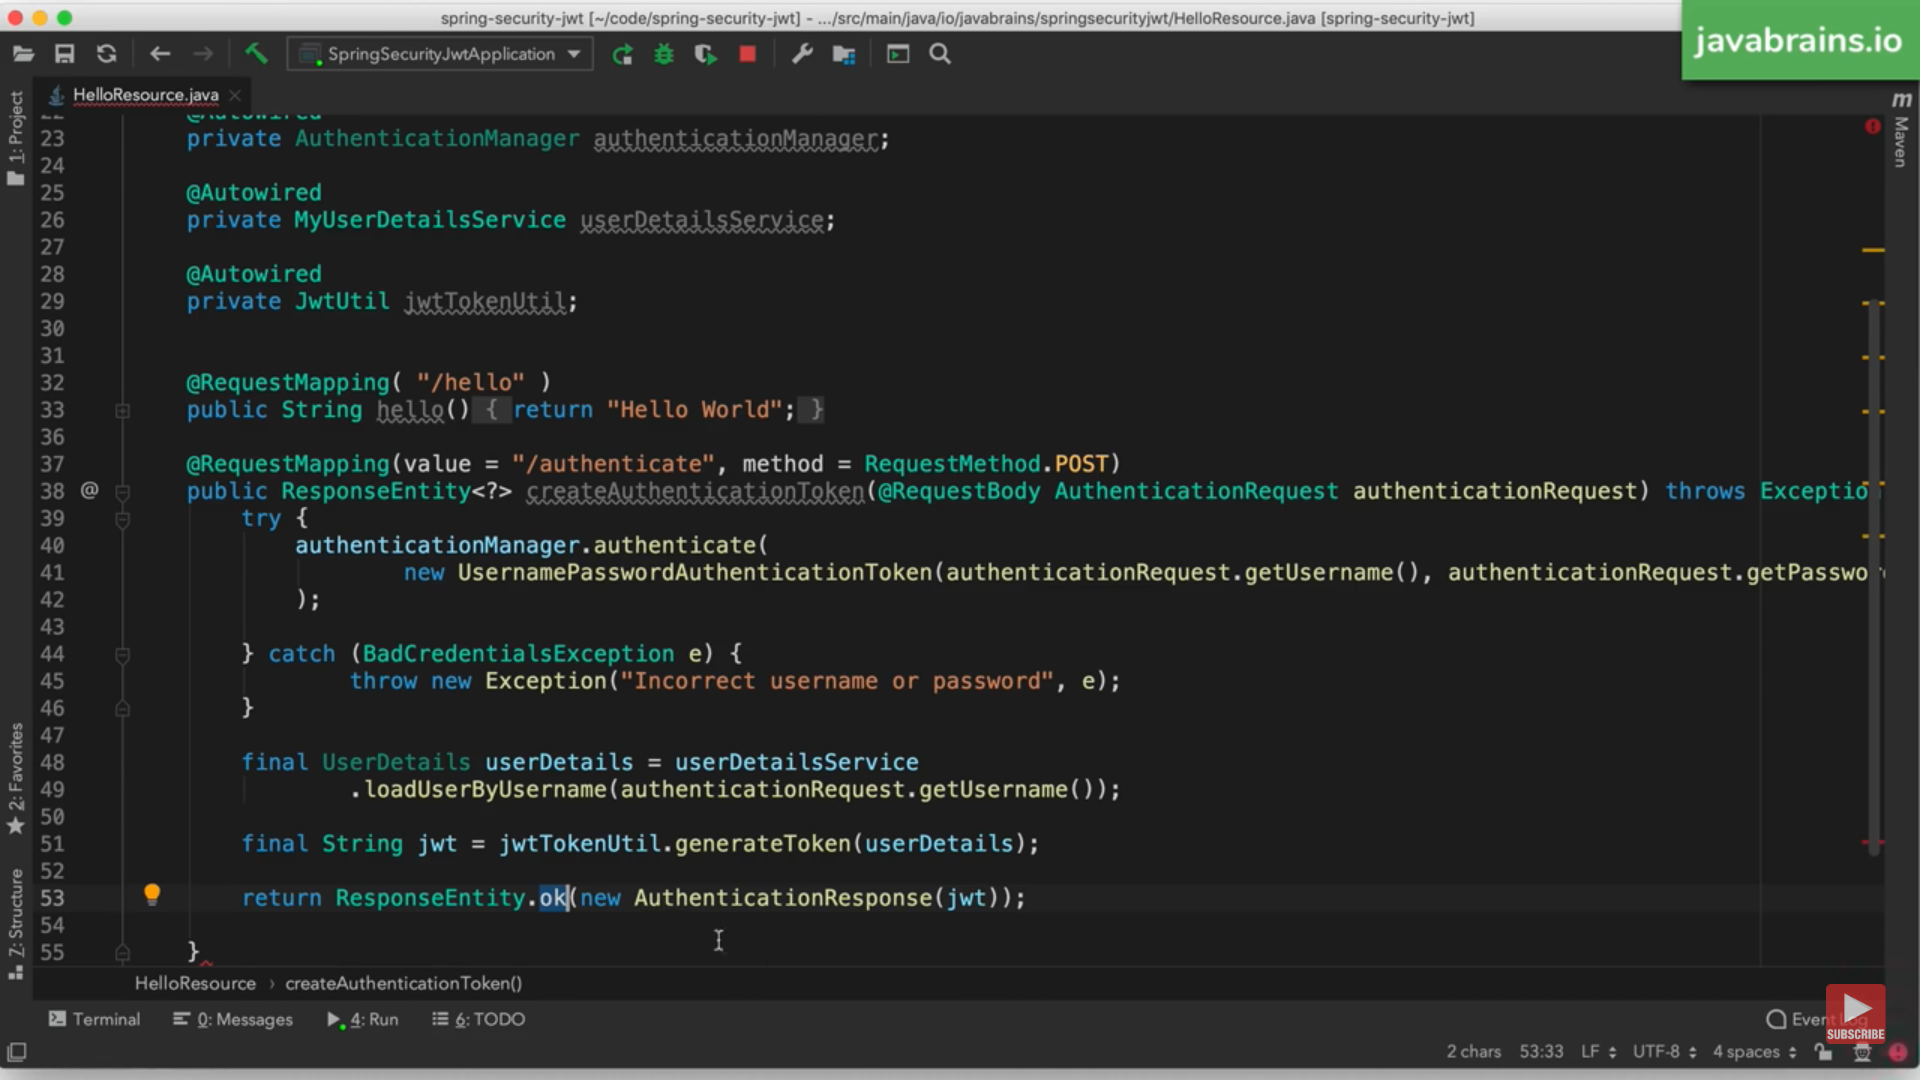 spring-security-jwt [~/code/spring-security-jwt] - .../src/main/java/io/javabrains/springsecurityjwt/HelloResource.java [spring-security-jwt]
javabrains.io
SpringSecurityJwtApplication
HelloResource.java
1: Project
m
Maven
22 @Autowired
23 private AuthenticationManager authenticationManager;
24
25 @Autowired
26 private MyUserDetailsService userDetailsService;
27
28 @Autowired
29 private JwtUtil jwtTokenUtil;
30
31
32 @RequestMapping( "/hello" )
33 public String hello() { return "Hello World"; }
36
37 @RequestMapping(value = "/authenticate", method = RequestMethod.POST)
38 @ public ResponseEntity<?> createAuthenticationToken(@RequestBody AuthenticationRequest authenticationRequest) throws Exceptio
39 try {
40 authenticationManager.authenticate(
41 new UsernamePasswordAuthenticationToken(authenticationRequest.getUsername(), authenticationRequest.getPasswo
42 );
43
44 } catch (BadCredentialsException e) {
45 throw new Exception("Incorrect username or password", e);
46 }
47
48 final UserDetails userDetails = userDetailsService
49 .loadUserByUsername(authenticationRequest.getUsername());
50
51 final String jwt = jwtTokenUtil.generateToken(userDetails);
52
53 return ResponseEntity.ok(new AuthenticationResponse(jwt));
54
55 }
2: Favorites
7: Structure
HelloResource › createAuthenticationToken()
Terminal 0: Messages 4: Run 6: TODO
Event Log
SUBSCRIBE
2 chars 53:33 LF UTF-8 4 spaces